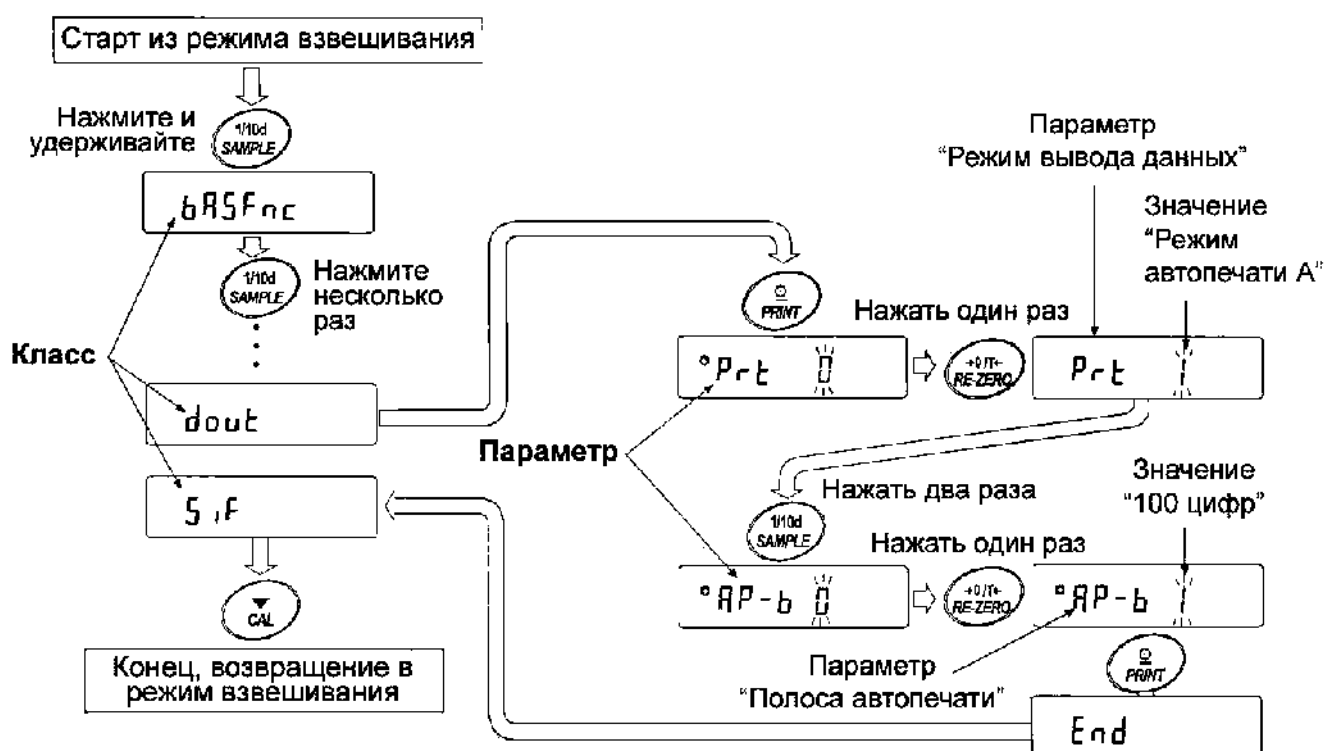 Старт из режима взвешивания
Нажмите и
удерживайте
1/10d
SAMPLE
bASFnc
1/10d
SAMPLE
Нажмите
несколько
раз
Класс
dout
S iF
CAL
Конец, возвращение в
режим взвешивания
PRINT
Параметр
“Режим вывода данных”
Значение
“Режим
автопечати А”
Нажать один раз
°Prt 0
→0/T←
RE-ZERO
Prt 1
Параметр
Нажать два раза
1/10d
SAMPLE
Значение
“100 цифр”
Нажать один раз
°AP-b 0
→0/T←
RE-ZERO
°AP-b 1
Параметр
“Полоса автопечати”
PRINT
End